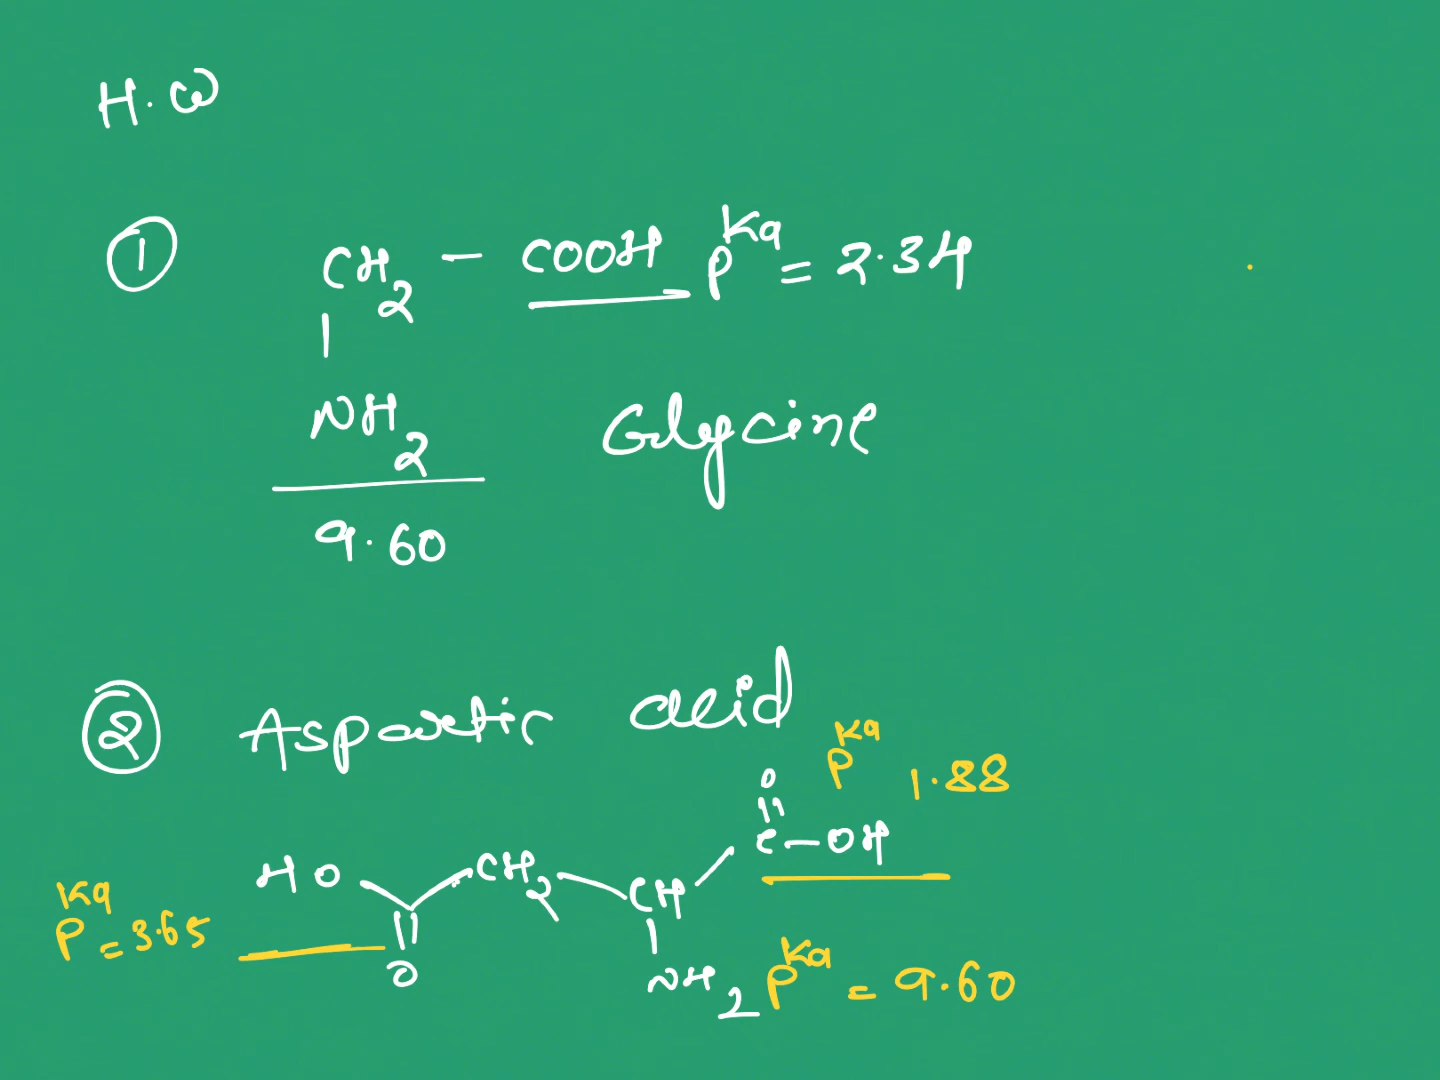 H.W
① CH2 - COOH pKa = 2.34
|
NH2 Glycine
9.60
② Aspartic acid
pKa 1.88
O
||
HO CH2 CH C-OH
pKa = 3.65 || |
O NH2 pKa = 9.60